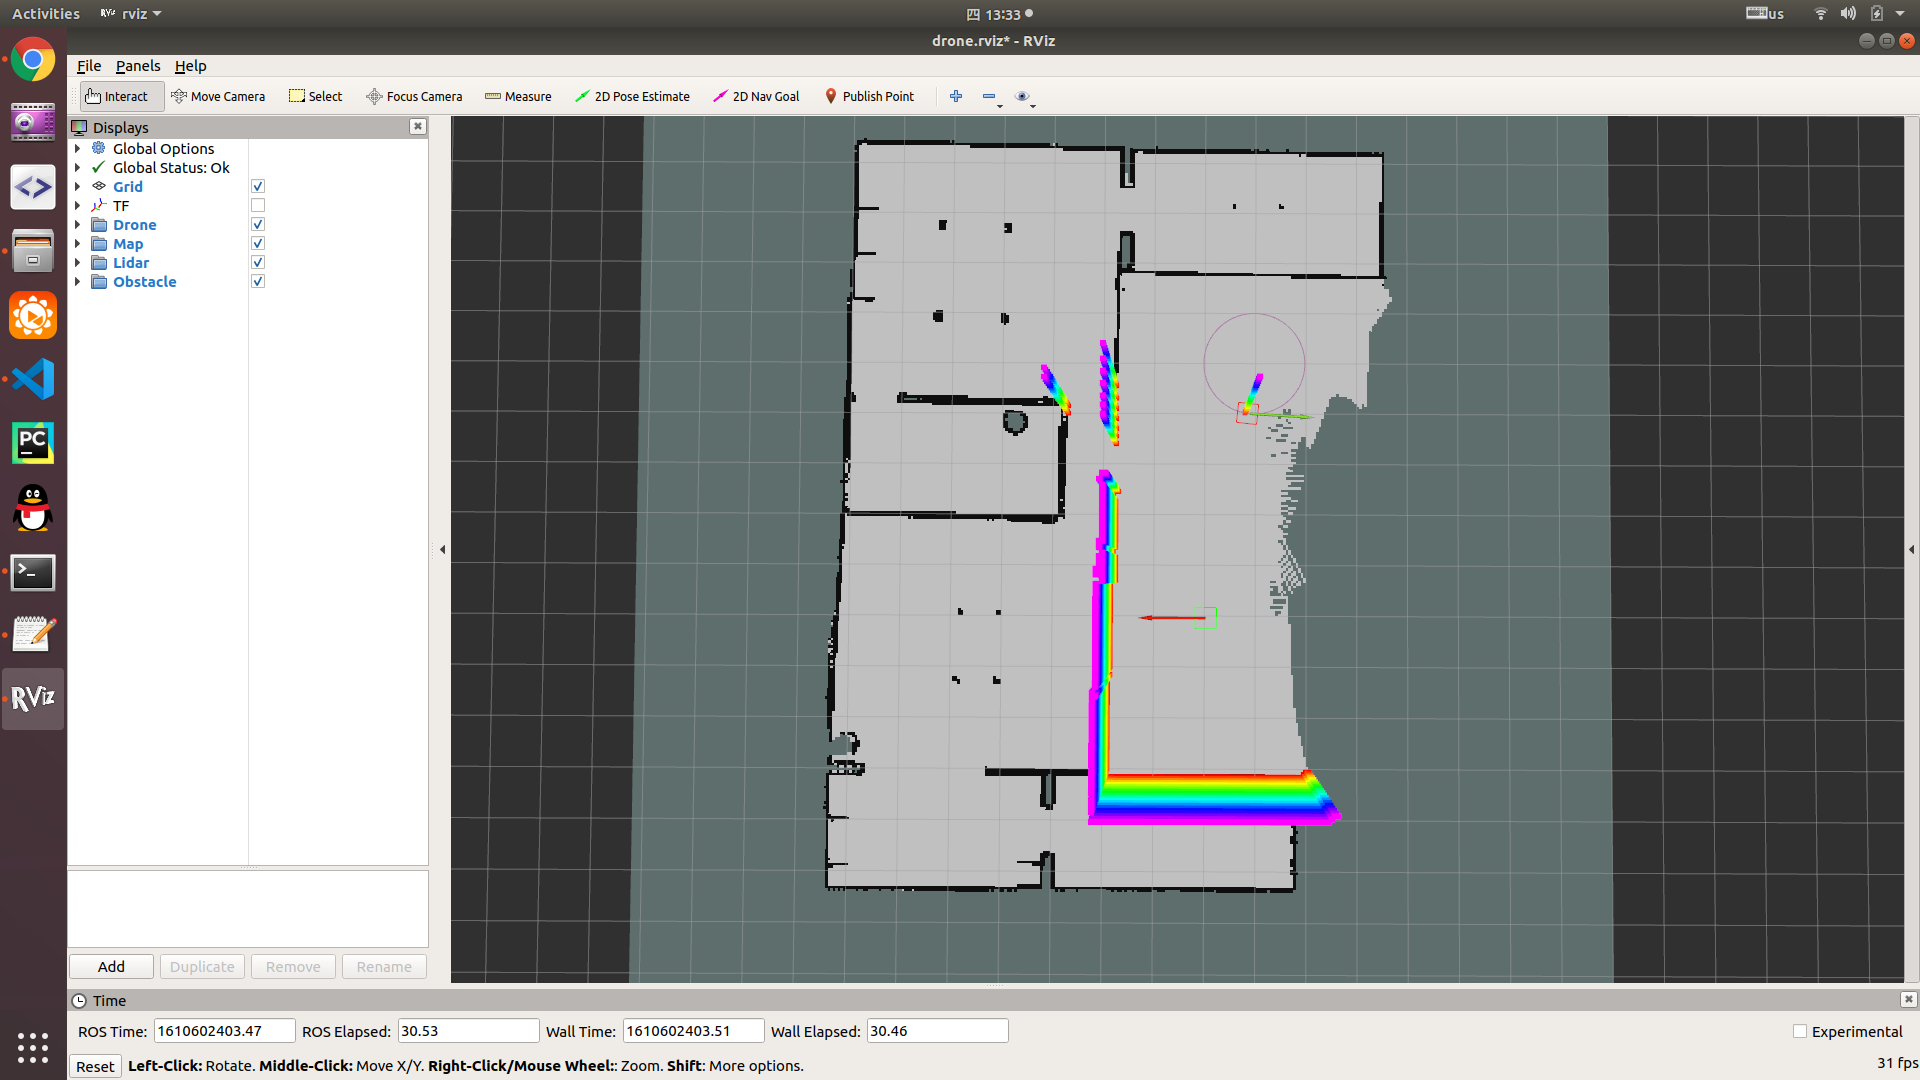 Activities RViz rviz 四 13:33 us
drone.rviz* - RViz
File Panels Help
Interact Move Camera Select Focus Camera Measure 2D Pose Estimate 2D Nav Goal Publish Point
Displays
Global Options
Global Status: Ok
Grid
TF
Drone
Map
Lidar
Obstacle
PC
RViz
Add Duplicate Remove Rename
Time
ROS Time: 1610602403.47 ROS Elapsed: 30.53 Wall Time: 1610602403.51 Wall Elapsed: 30.46 Experimental
Reset Left-Click: Rotate. Middle-Click: Move X/Y. Right-Click/Mouse Wheel:: Zoom. Shift: More options. 31 fps